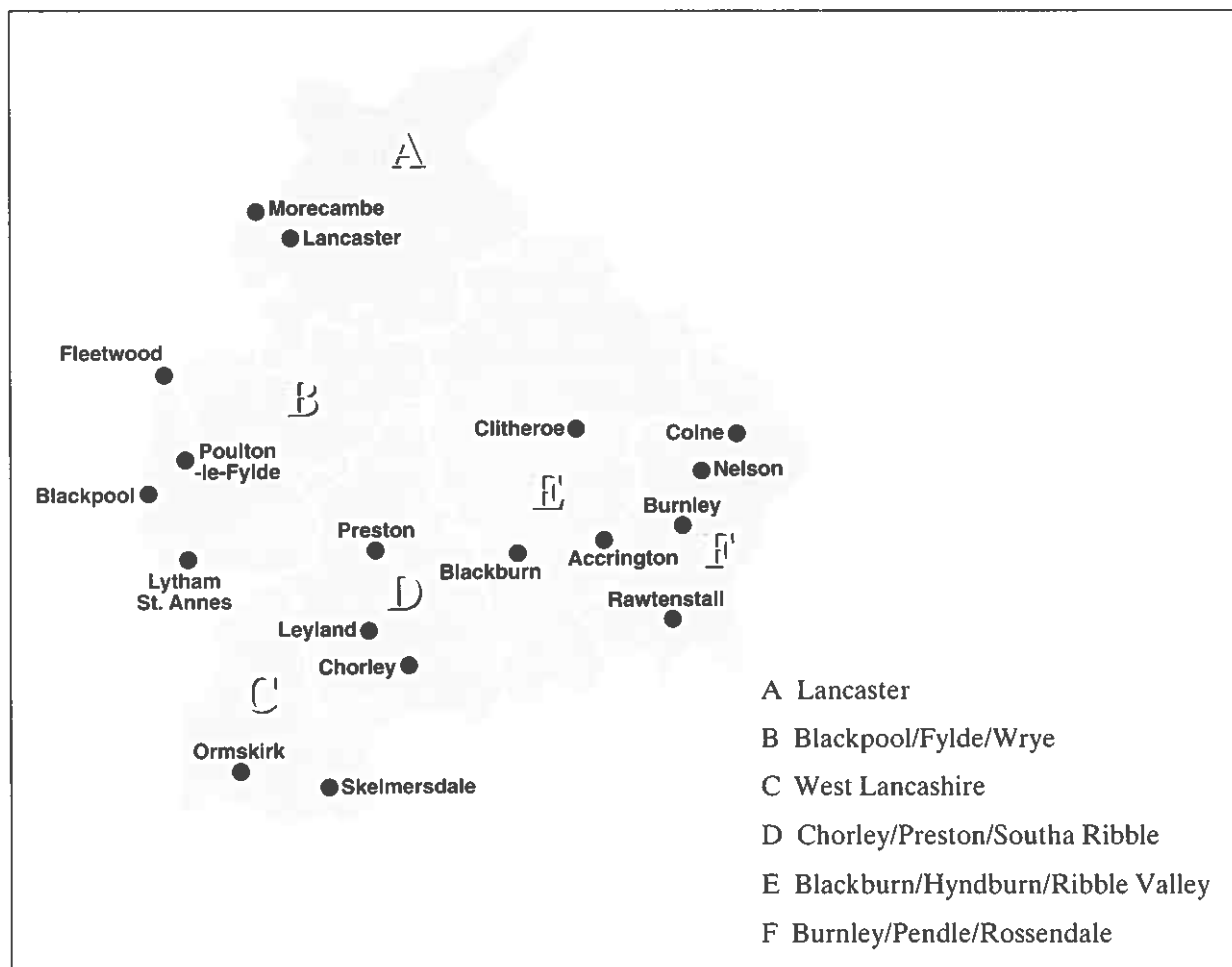 A
Morecambe
Lancaster
Fleetwood
B
Clitheroe
Colne
Poulton
-le-Fylde
Nelson
Blackpool
E
Burnley
Preston
F
Blackburn
Accrington
Lytham
St. Annes
D
Rawtenstall
Leyland
Chorley
C
Ormskirk
Skelmersdale
A Lancaster
B Blackpool/Fylde/Wrye
C West Lancashire
D Chorley/Preston/Southa Ribble
E Blackburn/Hyndburn/Ribble Valley
F Burnley/Pendle/Rossendale